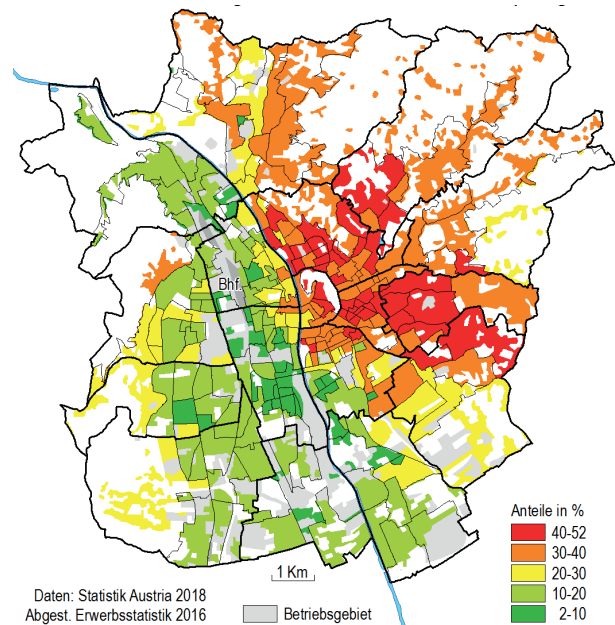 Bhf.
1 Km
Anteile in %
40-52
30-40
20-30
10-20
2-10
Daten: Statistik Austria 2018
Abgest. Erwerbsstatistik 2016
Betriebsgebiet